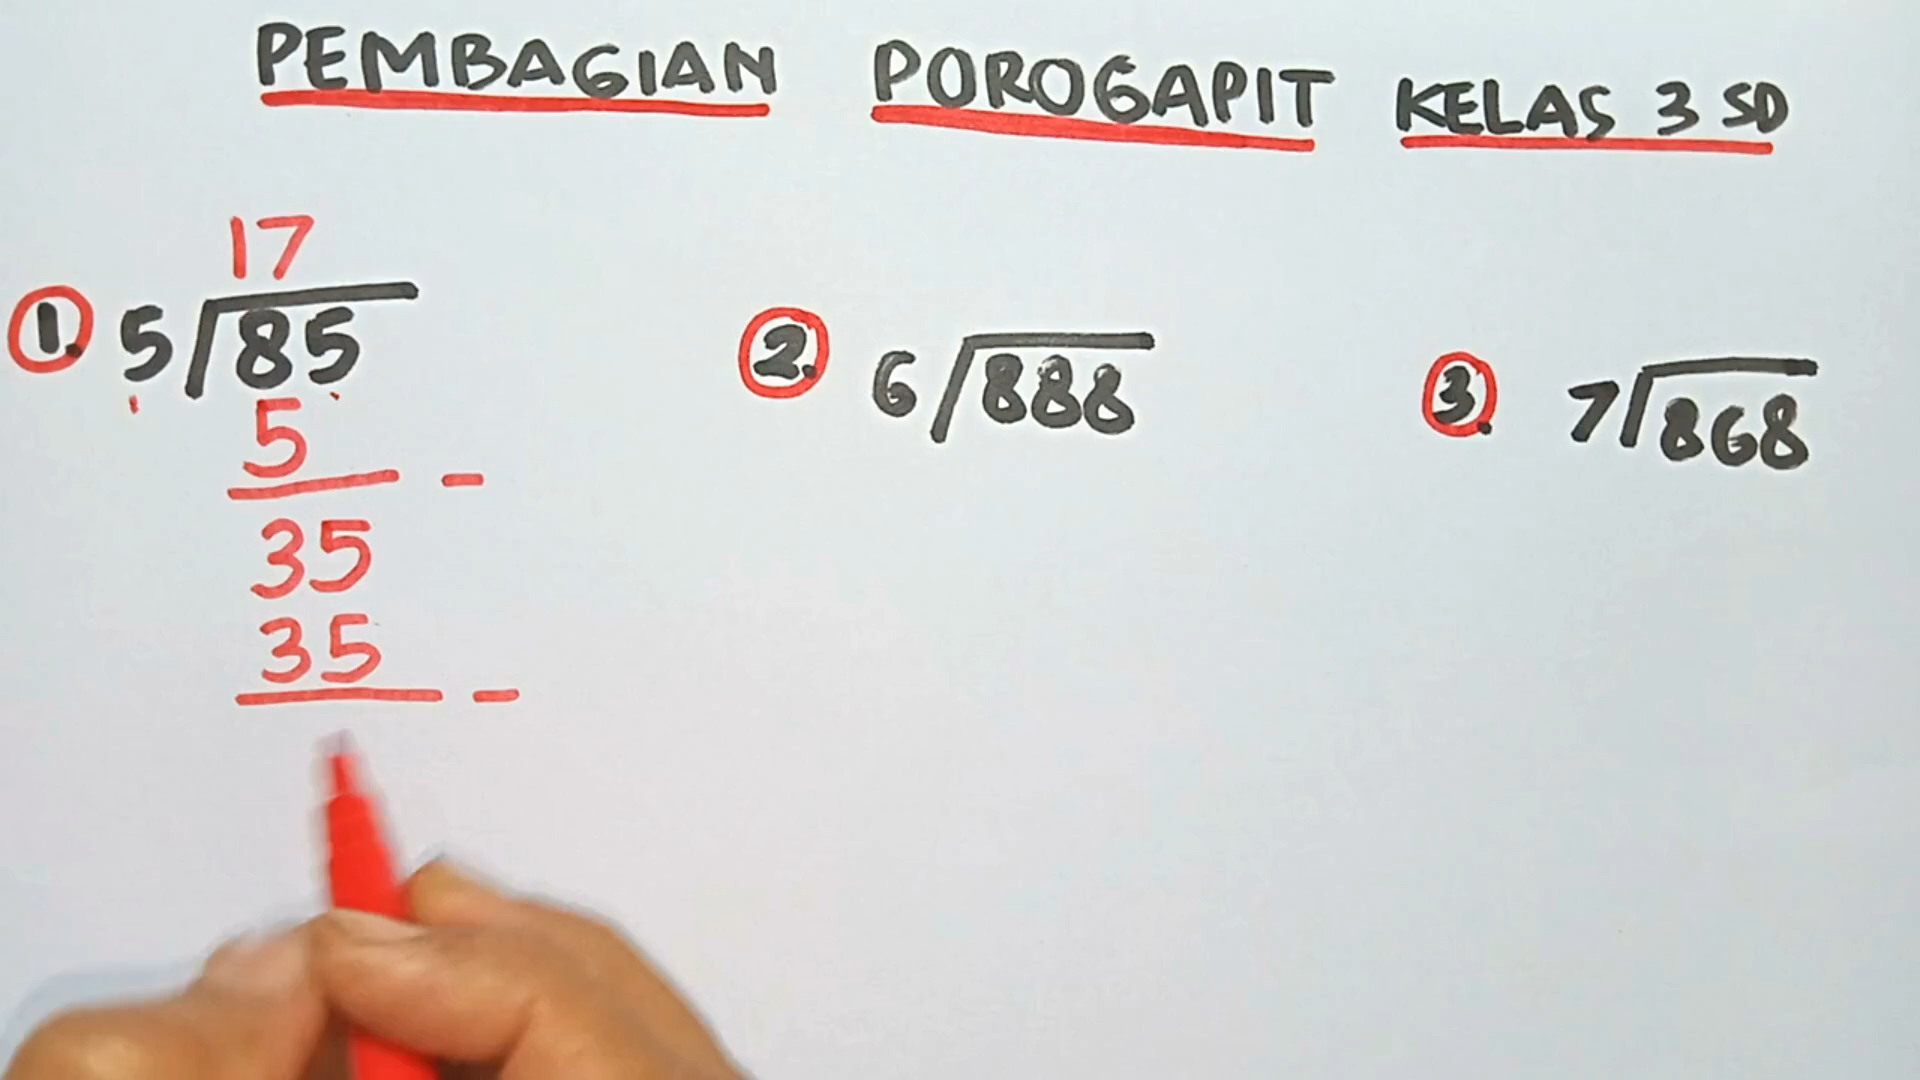 PEMBAGIAN POROGAPIT KELAS 3 SD
17
1. 5 85
5 -
35
35 -
2. 6 888
3. 7 868